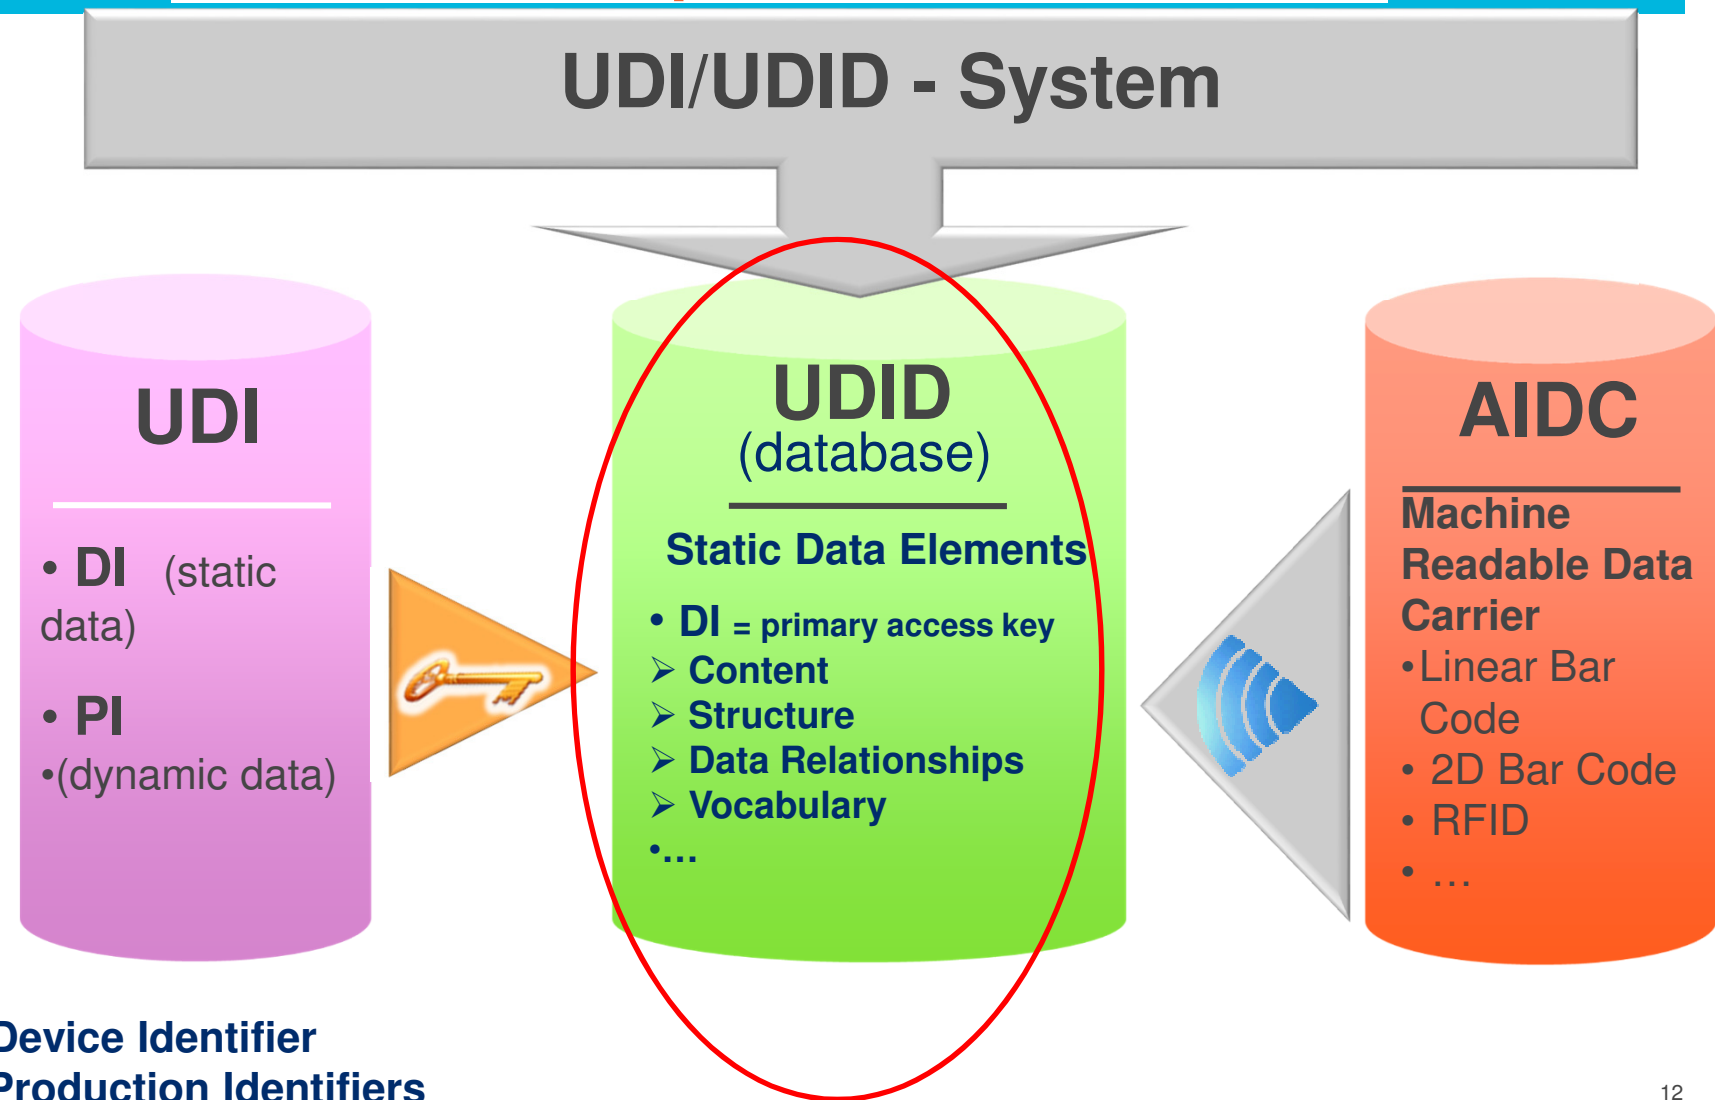 UDI/UDID - System
UDI
• DI (static
data)
• PI
•(dynamic data)
UDID
(database)
Static Data Elements
• DI = primary access key
➢ Content
➢ Structure
➢ Data Relationships
➢ Vocabulary
•...
AIDC
Machine
Readable Data
Carrier
•Linear Bar
Code
• 2D Bar Code
• RFID
• …
Device Identifier
Production Identifiers
12